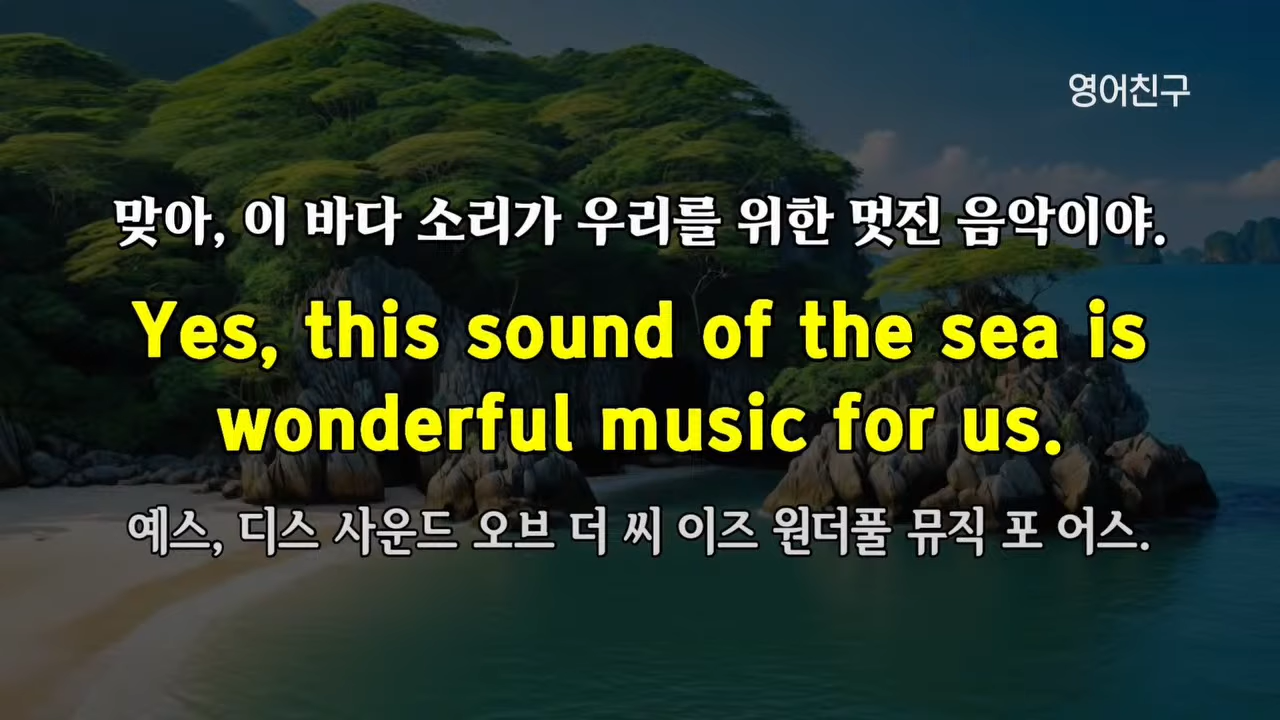 영어친구
맞아, 이 바다 소리가 우리를 위한 멋진 음악이야.
Yes, this sound of the sea is
wonderful music for us.
예스, 디스 사운드 오브 더 씨 이즈 원더풀 뮤직 포 어스.